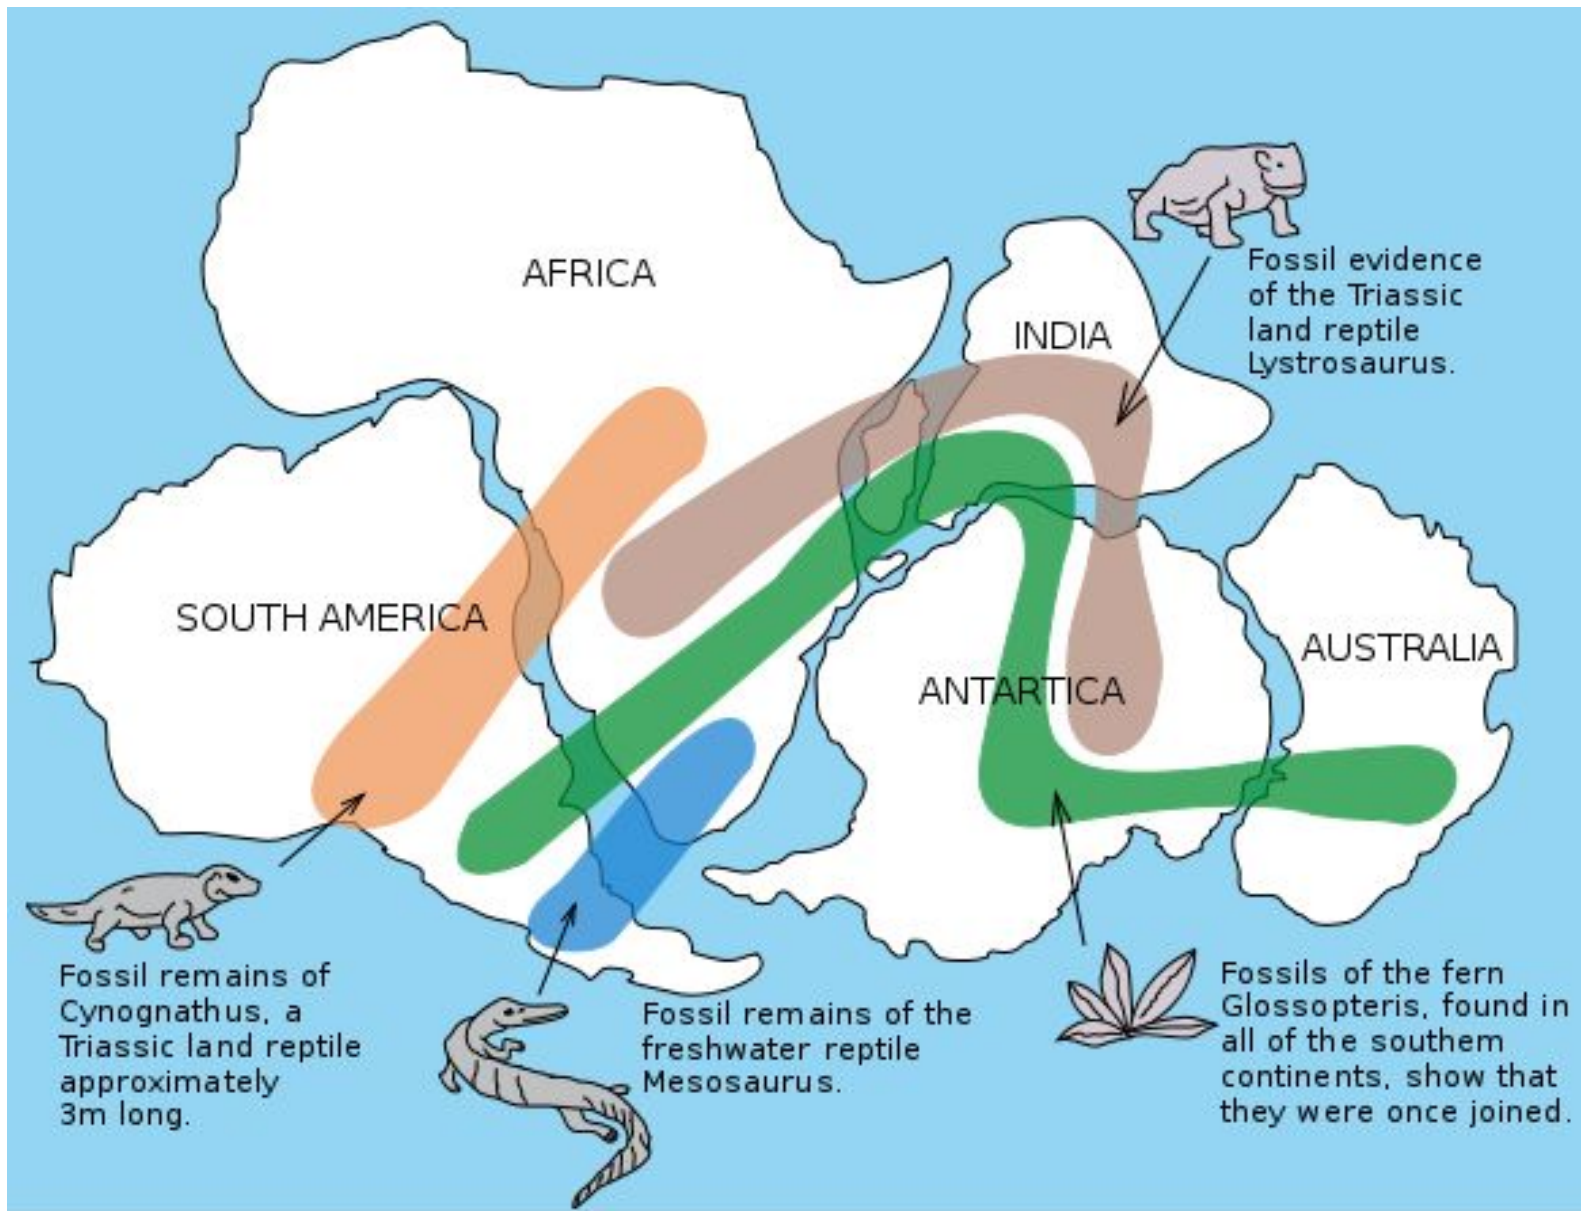 AFRICA
INDIA
Fossil evidence
of the Triassic
land reptile
Lystrosaurus.
SOUTH AMERICA
ANTARTICA
AUSTRALIA
Fossil remains of
Cynognathus, a
Triassic land reptile
approximately
3m long.
Fossil remains of the
freshwater reptile
Mesosaurus.
Fossils of the fern
Glossopteris, found in
all of the southem
continents, show that
they were once joined.